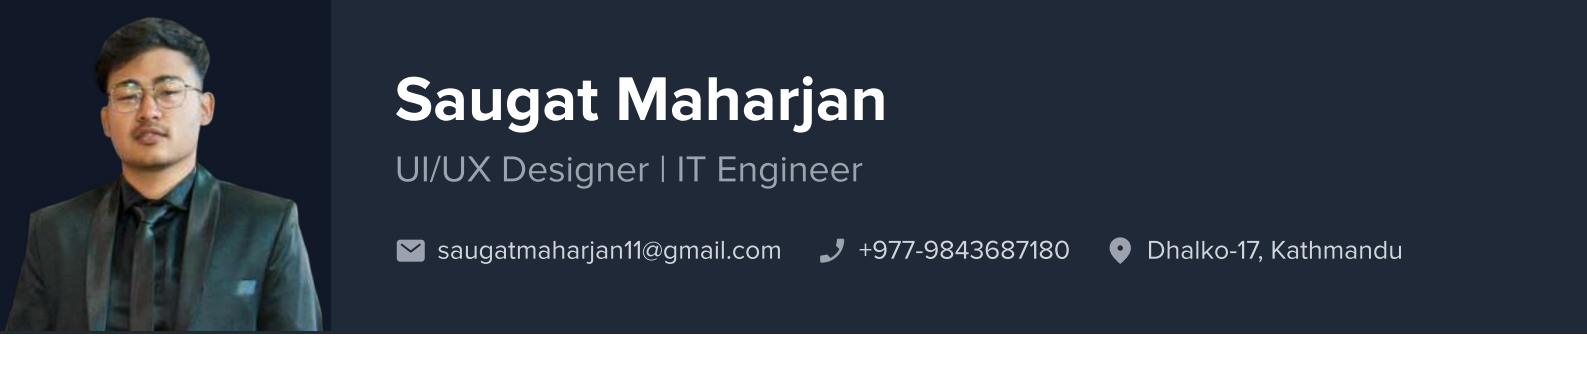 Saugat Maharjan
UI/UX Designer | IT Engineer
saugatmaharjan11@gmail.com +977-9843687180 Dhalko-17, Kathmandu